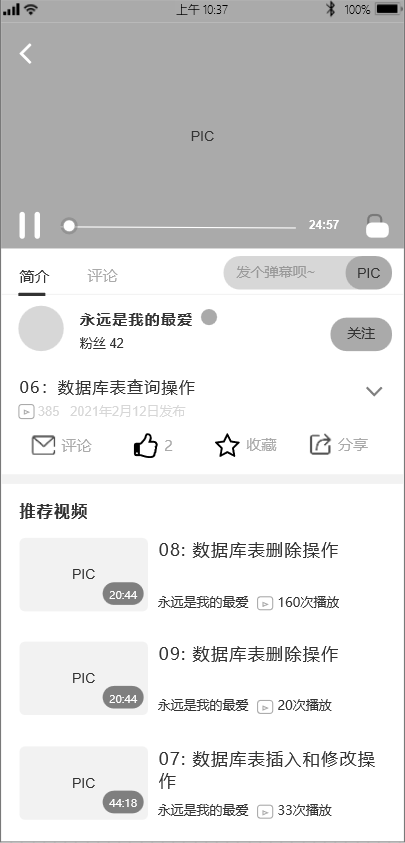 上午 10:37
100%
PIC
24:57
简介
评论
发个弹幕呗~
PIC
永远是我的最爱
粉丝 42
关注
06：数据库表查询操作
385 2021年2月12日发布
评论
2
收藏
分享
推荐视频
PIC
20:44
08: 数据库表删除操作
永远是我的最爱 160次播放
PIC
20:44
09: 数据库表删除操作
永远是我的最爱 20次播放
PIC
44:18
07: 数据库表插入和修改操
作
永远是我的最爱 33次播放